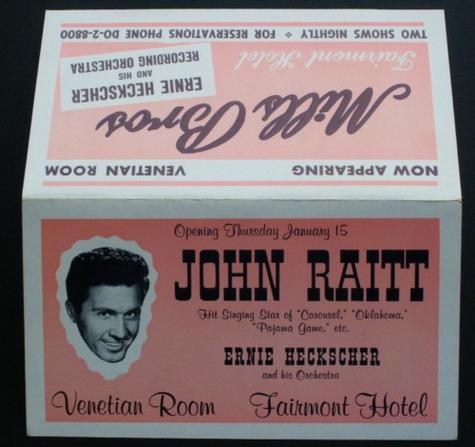 TWO SHOWS NIGHTLY ❖ FOR RESERVATIONS PHONE DO-2-8800
Fairmont Hotel
ERNIE HECKSCHER
AND HIS
RECORDING ORCHESTRA
Mills Bros
NOW APPEARING VENETIAN ROOM
Opening Thursday January 15
JOHN RAITT
Hit Singing Star of "Carousel," "Oklahoma,"
"Pajama Game," etc.
ERNIE HECKSCHER
and his Orchestra
Venetian Room Fairmont Hotel